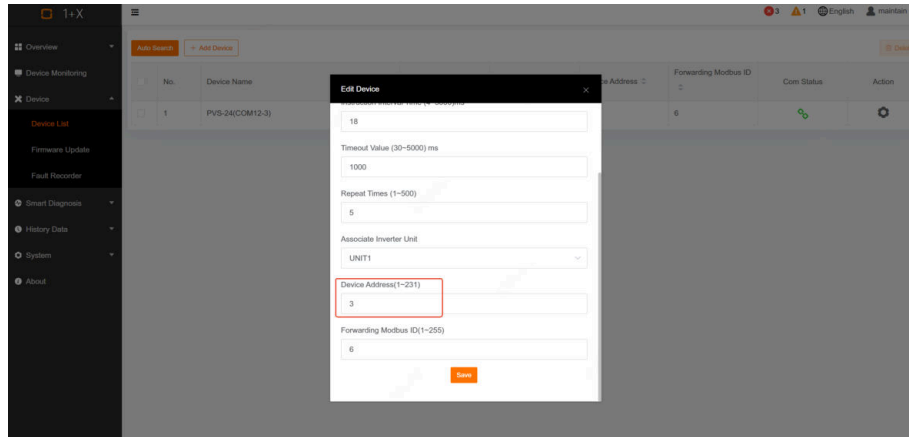 1+X
3
1
English
maintain
Overview
Device Monitoring
Device
Device List
Firmware Update
Fault Recorder
Smart Diagnosis
History Data
System
About
Auto Search
+ Add Device
No.
Device Name
Address
Forwarding Modbus ID
Com Status
Action
1
PVS-24(COM12-3)
6
Edit Device
18
Timeout Value (30~5000) ms
1000
Repeat Times (1~500)
5
Associate Inverter Unit
UNIT1
Device Address(1~231)
3
Forwarding Modbus ID(1~255)
6
Save